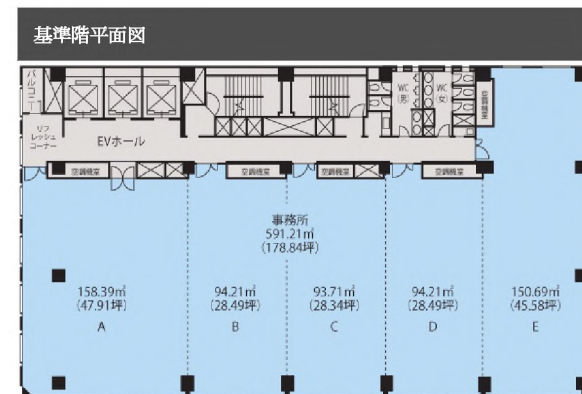 基準階平面図
バルコニー
リフ
レッシュ
コーナー
EVホール
WC
(男)
WC
(女)
空調機室
空調機室
空調機室
空調機室
空調機室
事務所
591.21㎡
(178.84坪)
158.39㎡
(47.91坪)
A
94.21㎡
(28.49坪)
B
93.71㎡
(28.34坪)
C
94.21㎡
(28.49坪)
D
150.69㎡
(45.58坪)
E